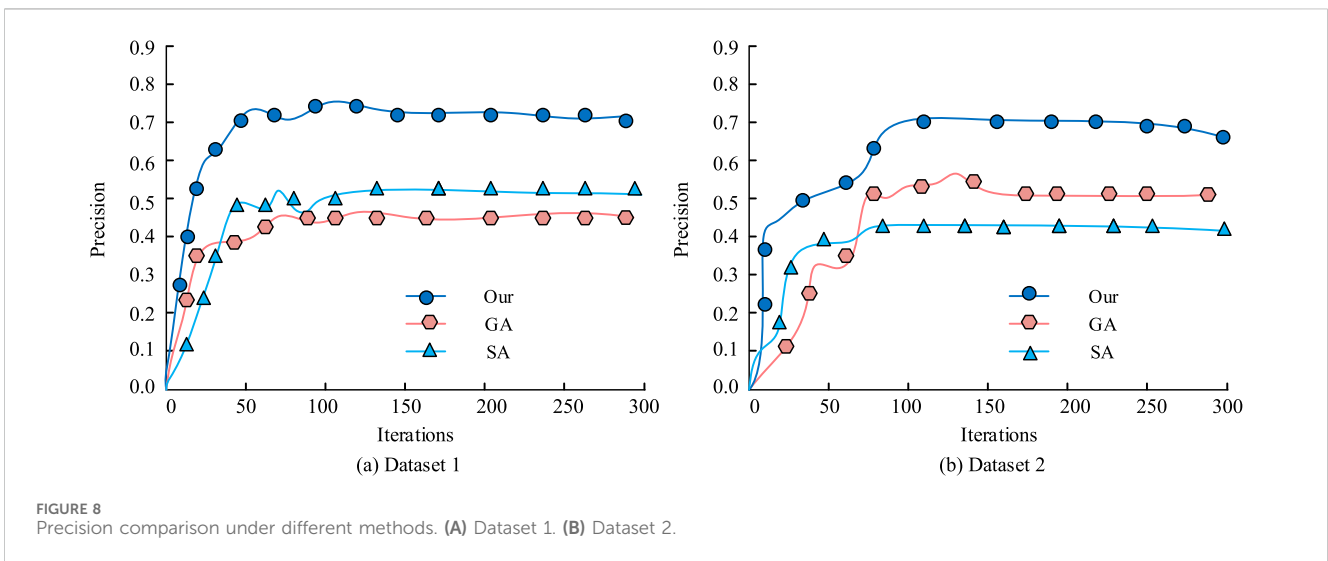 0.9
0.8
0.7
0.6
0.5
0.4
0.3
0.2
0.1
0.0
Precision
Our
GA
SA
0 50 100 150 200 250 300
Iterations
(a) Dataset 1
0.9
0.8
0.7
0.6
0.5
0.4
0.3
0.2
0.1
0.0
Precision
Our
GA
SA
0 50 100 150 200 250 300
Iterations
(b) Dataset 2
FIGURE 8
Precision comparison under different methods. (A) Dataset 1. (B) Dataset 2.